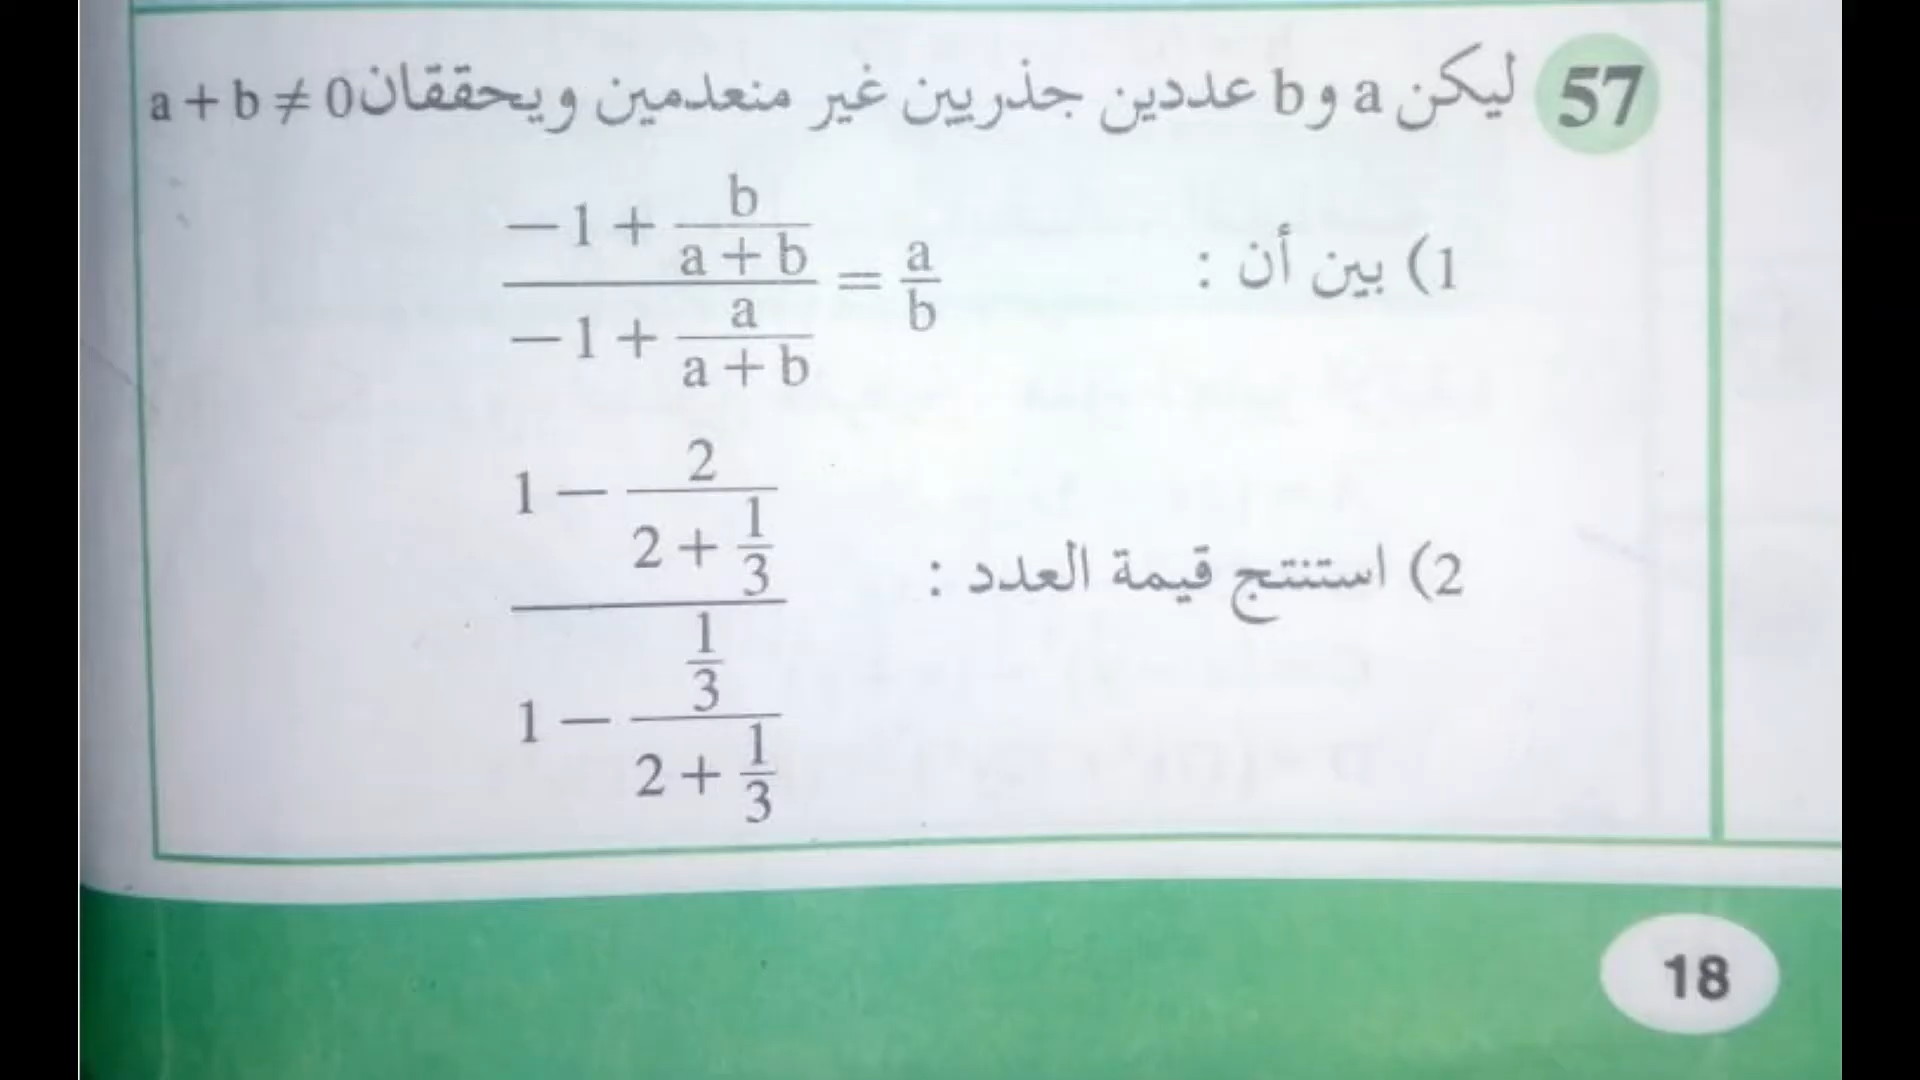 57 ليكن a و b عددين جذريين غير منعدمين ويحققان a + b ≠ 0
1) بين أن : (−1 + b/(a + b)) / (−1 + a/(a + b)) = a/b
2) استنتج قيمة العدد : (1 − 2/(2 + 1/3)) / (1 − (1/3)/(2 + 1/3))
18